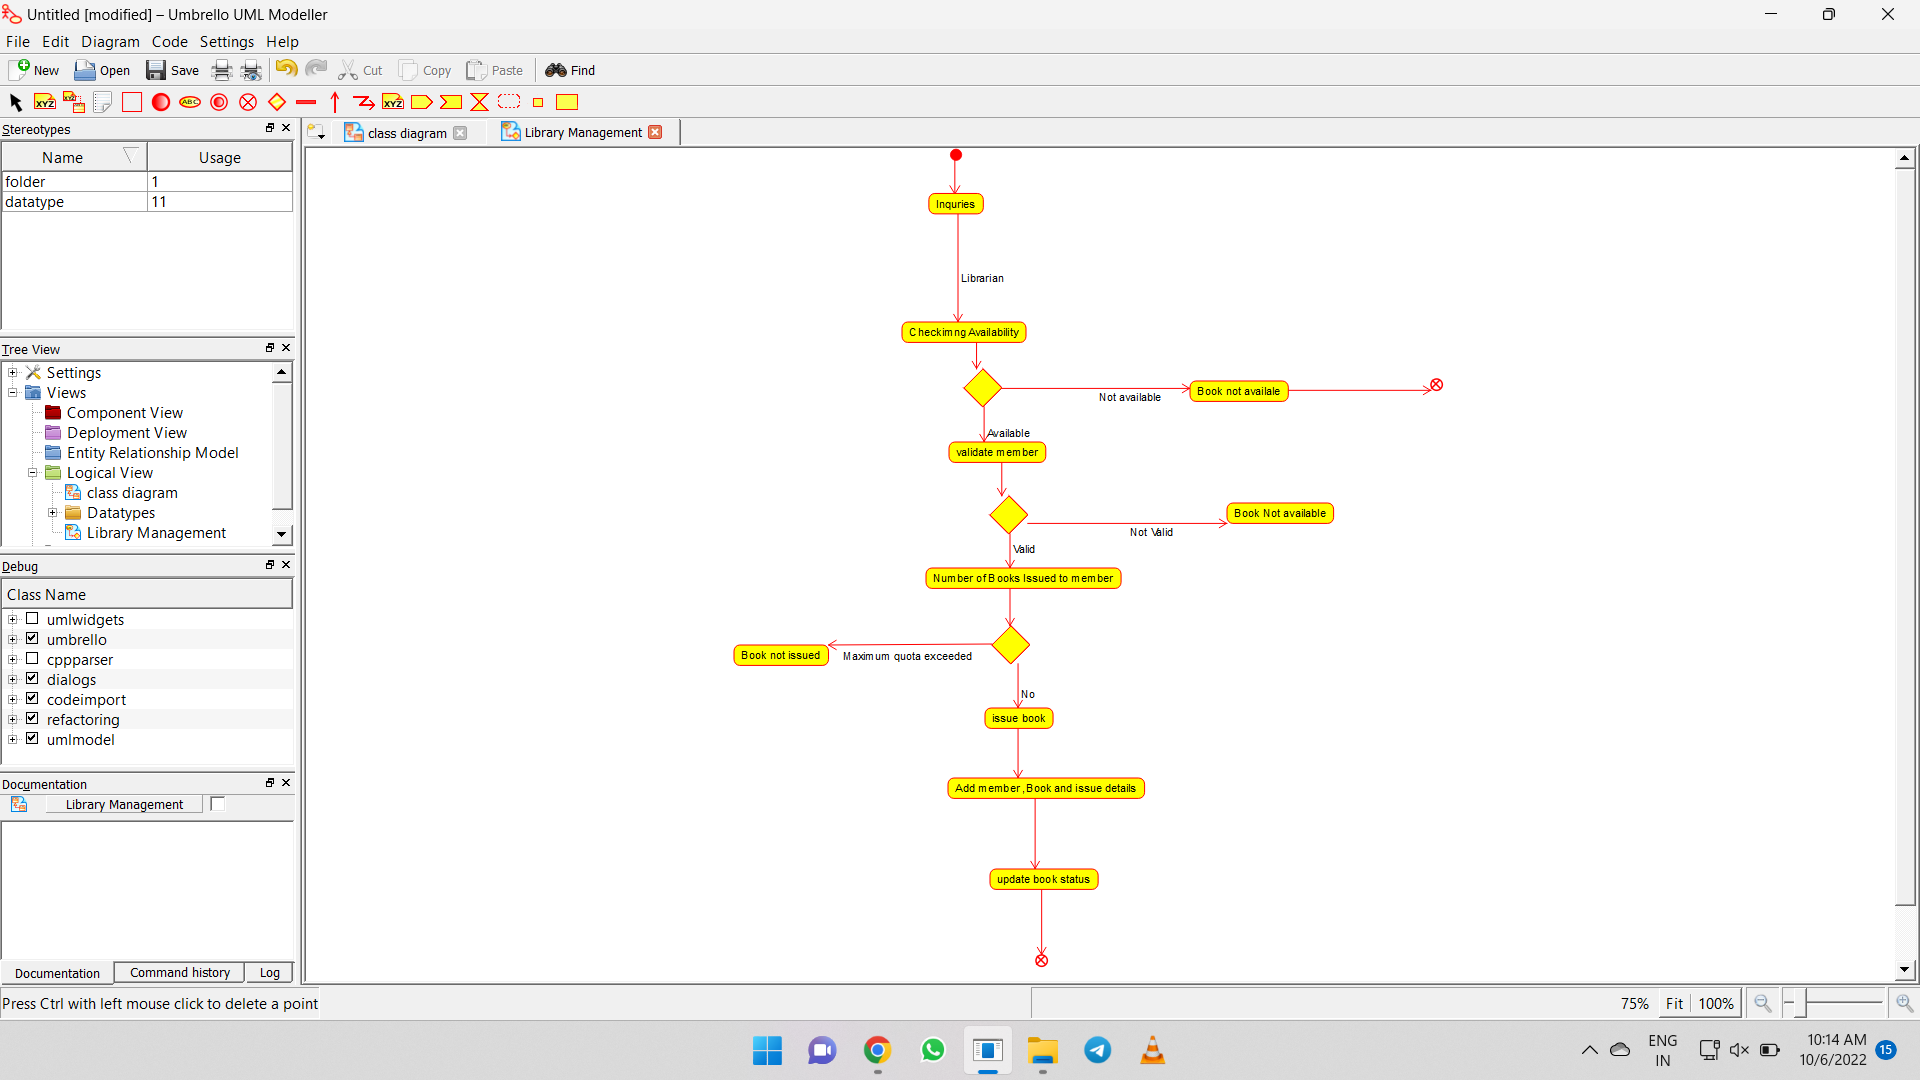 Untitled [modified] – Umbrello UML Modeller
File Edit Diagram Code Settings Help
New Open Save Cut Copy Paste Find
XYZ XYZ ABC XYZ
Stereotypes
class diagram Library Management
Name Usage
folder 1
datatype 11
Tree View
Settings
Views
Component View
Deployment View
Entity Relationship Model
Logical View
class diagram
Datatypes
Library Management
Debug
Class Name
umlwidgets
umbrello
cppparser
dialogs
codeimport
refactoring
umlmodel
Documentation
Library Management
Documentation Command history Log
Inquries
Librarian
Checkimng Availability
Not available
Book not availale
Available
validate member
Book Not available
Not Valid
Valid
Number of Books Issued to member
Book not issued
Maximum quota exceeded
No
issue book
Add member ,Book and issue details
update book status
Press Ctrl with left mouse click to delete a point
75% Fit 100%
ENG
IN
10:14 AM
10/6/2022
15